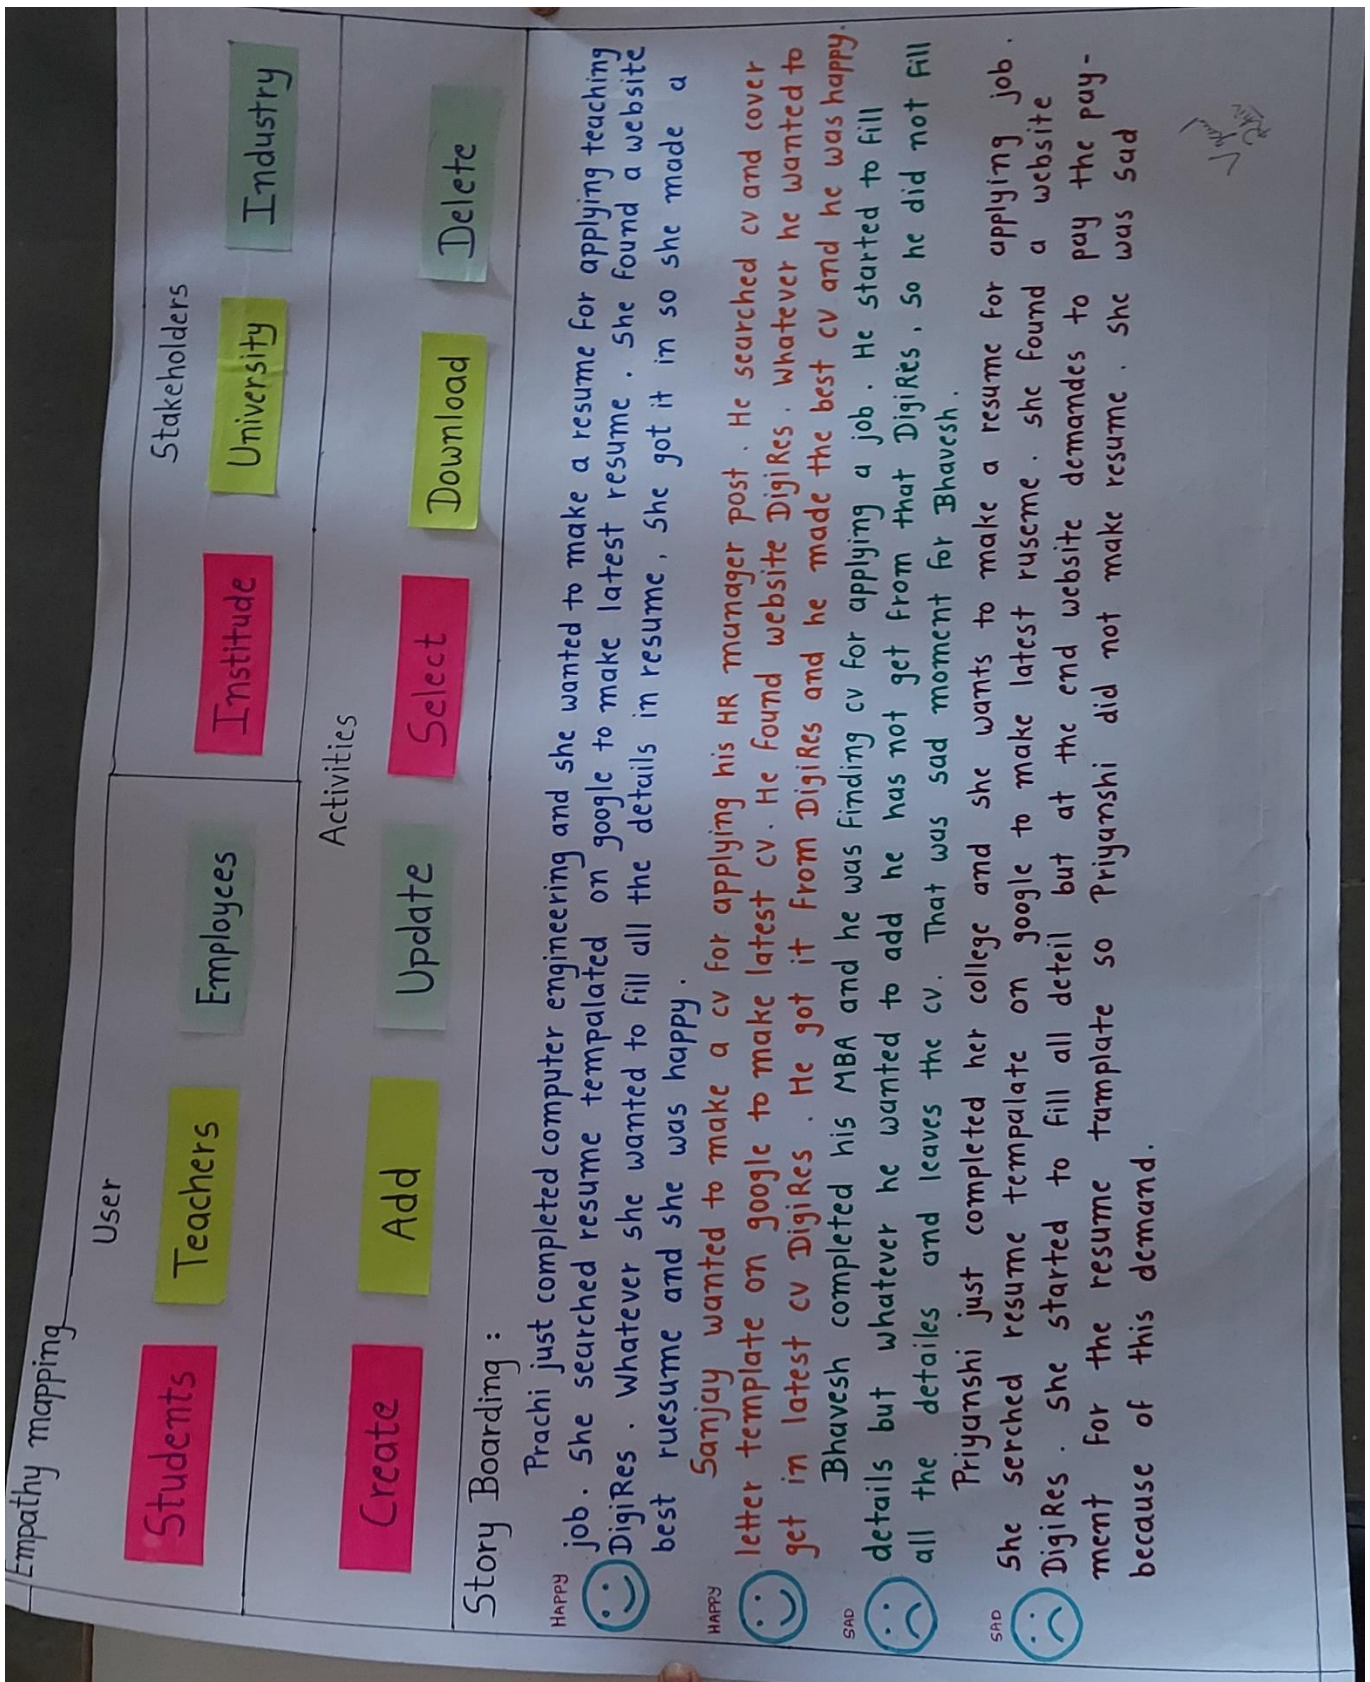 Empathy mapping
User
Stakeholders
Students
Teachers
Employees
Institude
University
Industry
Activities
Create
Add
Update
Select
Download
Delete
Story Boarding :
HAPPY
Prachi just completed computer engineering and she wanted to make a resume for applying teaching
job. She searched resume tempalated on google to make latest resume. She found a website
DigiRes. Whatever she wanted to fill all the details in resume, She got it in so she made a
best ruesume and she was happy.
HAPPY
Sanjay wanted to make a cv for applying his HR manager post. He searched cv and cover
letter template on google to make latest cv. He found website DigiRes. Whatever he wanted to
get in latest cv DigiRes. He got it from DigiRes and he made the best cv and he was happy.
SAD
Bhavesh completed his MBA and he was finding cv for applying a job. He started to fill
details but whatever he wanted to add he has not get from that DigiRes. So he did not fill
all the detailes and leaves the cv. That was sad moment for Bhavesh.
SAD
Priyanshi just completed her college and she wants to make a resume for applying job.
She serched resume tempalate on google to make latest ruseme. she found a website
DigiRes. She started to fill all deteil but at the end website demandes to pay the pay-
ment for the resume tamplate so Priyanshi did not make resume. She was sad
because of this demand.